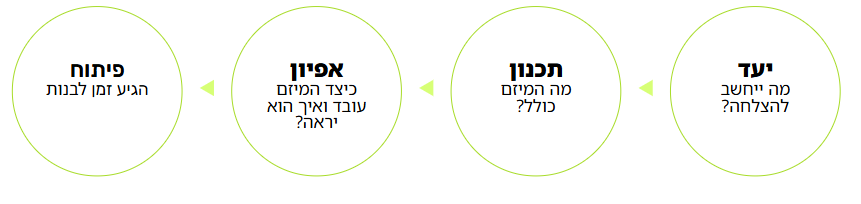 יעד
מה ייחשב
להצלחה?
תכנון
מה המיזם
כולל?
אפיון
כיצד המיזם
עובד ואיך הוא
יראה?
פיתוח
הגיע זמן לבנות